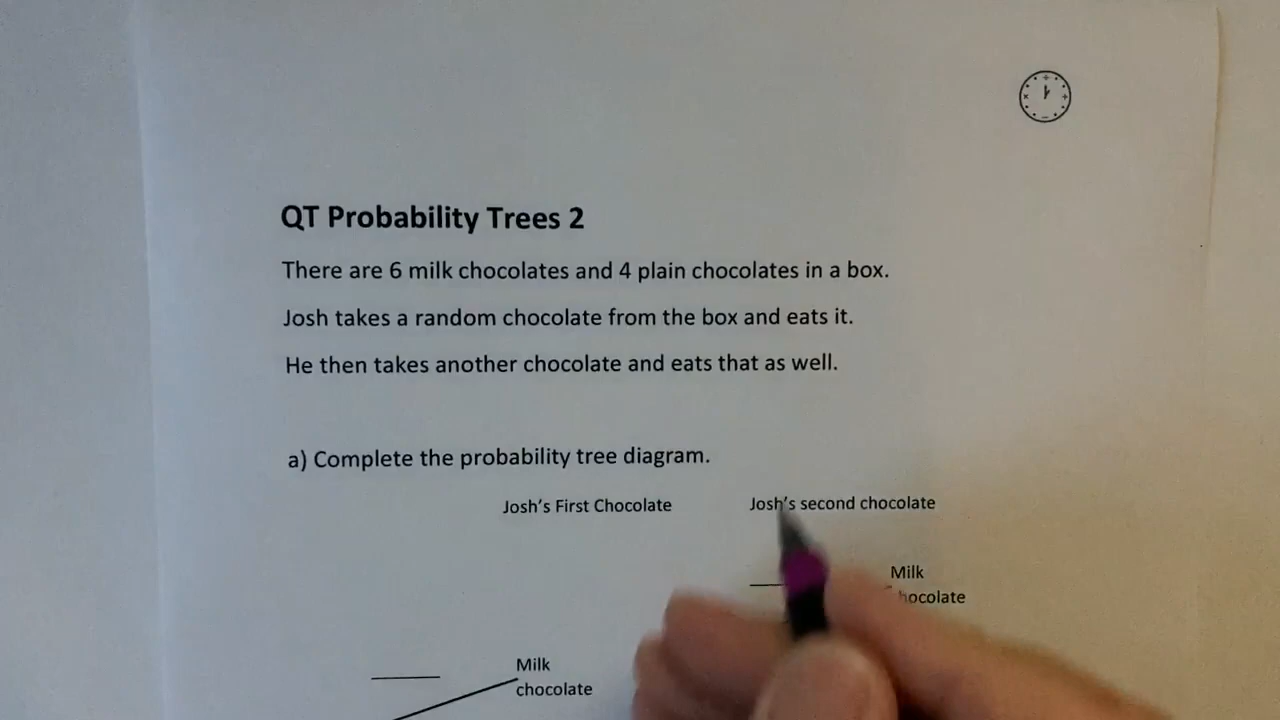 QT Probability Trees 2
There are 6 milk chocolates and 4 plain chocolates in a box.
Josh takes a random chocolate from the box and eats it.
He then takes another chocolate and eats that as well.
a) Complete the probability tree diagram.
Josh's First Chocolate Josh's second chocolate
Milk
chocolate
Milk
chocolate